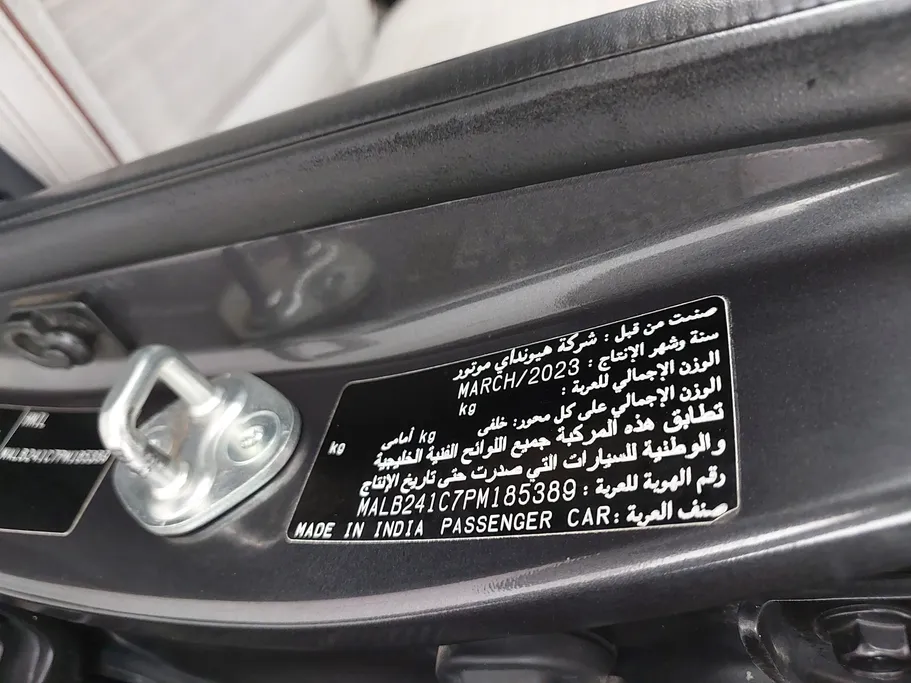 صنعت من قبل : شركة هيونداي موتور
سنة وشهر الإنتاج : MARCH/2023
الوزن الإجمالي للعربة : kg
الوزن الإجمالي على كل محور: خلفي kg أمامي kg
تطابق هذه المركبة جميع اللوائح الفنية الخليجية
والوطنية للسيارات التي صدرت حتى تاريخ الإنتاج
رقم الهوية للعربة : MALB241C7PM185389
صنف العربة : MADE IN INDIA PASSENGER CAR
MALB241C7PM185389